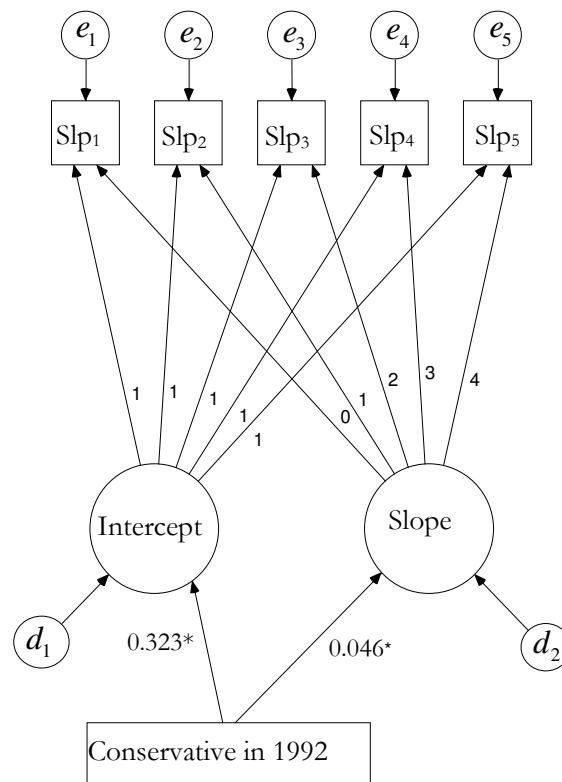 e1 e2 e3 e4 e5
Slp1 Slp2 Slp3 Slp4 Slp5
1 1 1 1 1 0 1 2 3 4
Intercept Slope
d1 0.323* 0.046* d2
Conservative in 1992